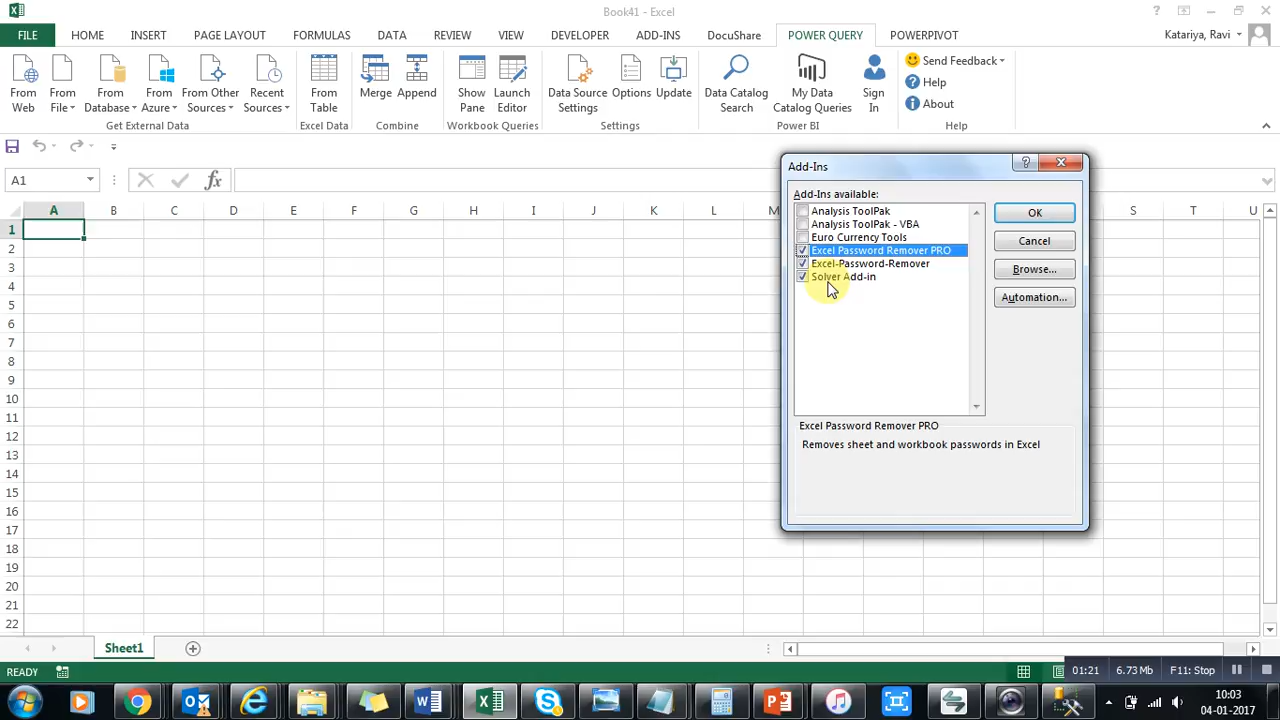 Book41 - Excel
?
FILE HOME INSERT PAGE LAYOUT FORMULAS DATA REVIEW VIEW DEVELOPER ADD-INS DocuShare POWER QUERY POWERPIVOT Katariya, Ravi
From Web
From File
From Database
From Azure
From Other Sources
Recent Sources
From Table
Merge
Append
Show Pane
Launch Editor
Data Source Settings
Options
Update
Data Catalog Search
My Data Catalog Queries
Sign In
Send Feedback
Help
About
Get External Data
Excel Data
Combine
Workbook Queries
Settings
Power BI
Help
A1
fx
A B C D E F G H I J K L M S T U
1
2
3
4
5
6
7
8
9
10
11
12
13
14
15
16
17
18
19
20
21
22
Add-Ins
?
Add-Ins available:
Analysis ToolPak
Analysis ToolPak - VBA
Euro Currency Tools
Excel Password Remover PRO
Excel-Password-Remover
Solver Add-in
OK
Cancel
Browse...
Automation...
Excel Password Remover PRO
Removes sheet and workbook passwords in Excel
Sheet1
READY
01:21 6.73 Mb F11: Stop
10:03
04-01-2017